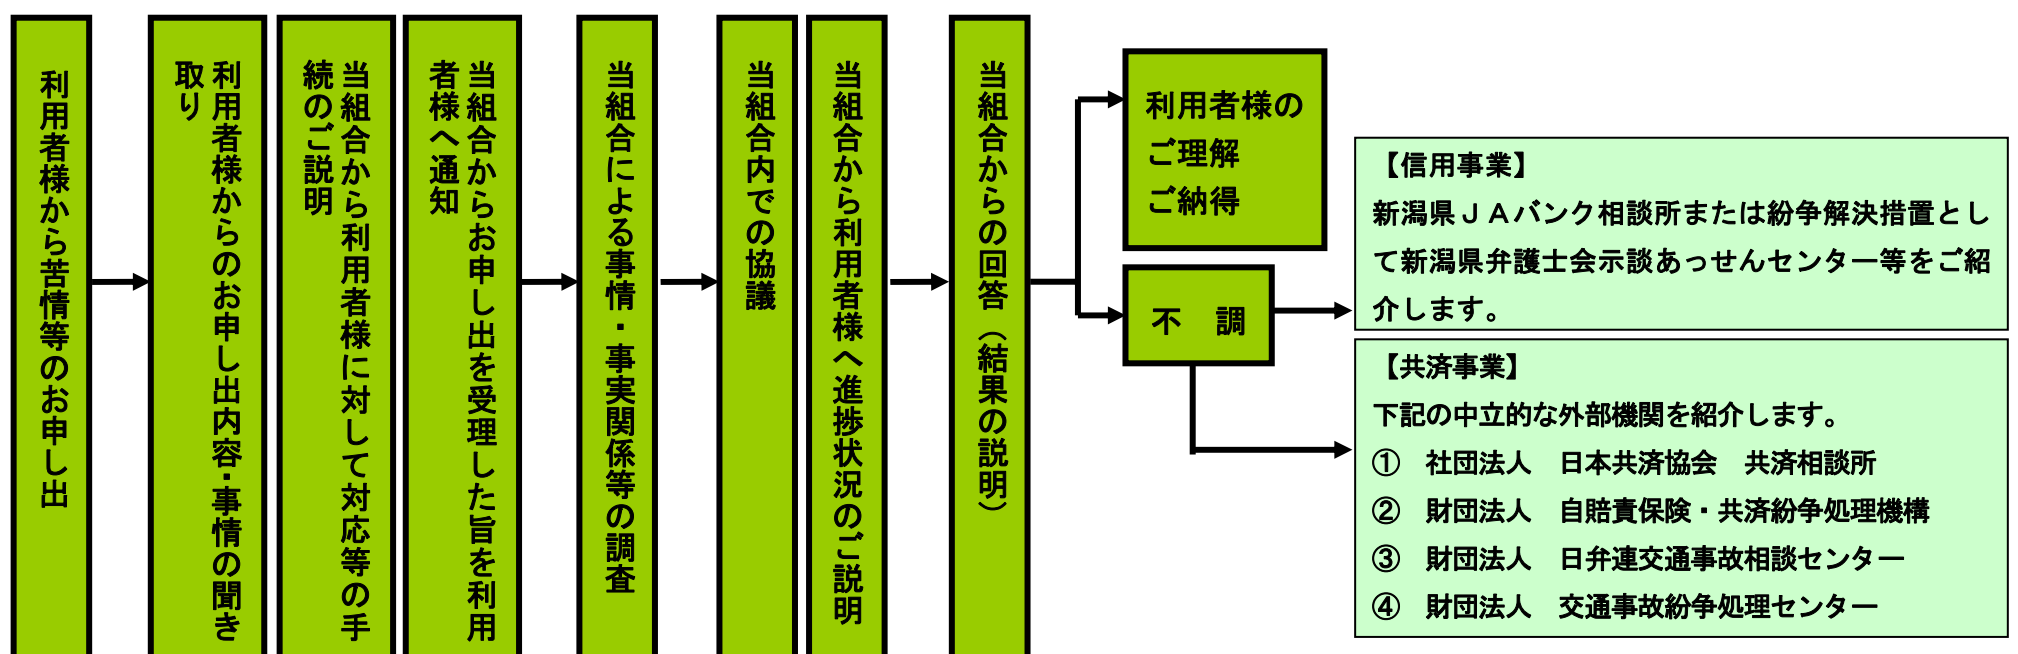 利用者様から苦情等のお申し出
利用者様からのお申し出内容・事情の聞き
取り
当組合から利用者様に対して対応等の手
続のご説明
当組合からお申し出を受理した旨を利用
者様へ通知
当組合による事情・事実関係等の調査
当組合内での協議
当組合から利用者様へ進捗状況のご説明
当組合からの回答（結果の説明）
利用者様の
ご理解
ご納得
不　調
【信用事業】
新潟県ＪＡバンク相談所または紛争解決措置とし
て新潟県弁護士会示談あっせんセンター等をご紹
介します。
【共済事業】
下記の中立的な外部機関を紹介します。
①　社団法人　日本共済協会　共済相談所
②　財団法人　自賠責保険・共済紛争処理機構
③　財団法人　日弁連交通事故相談センター
④　財団法人　交通事故紛争処理センター